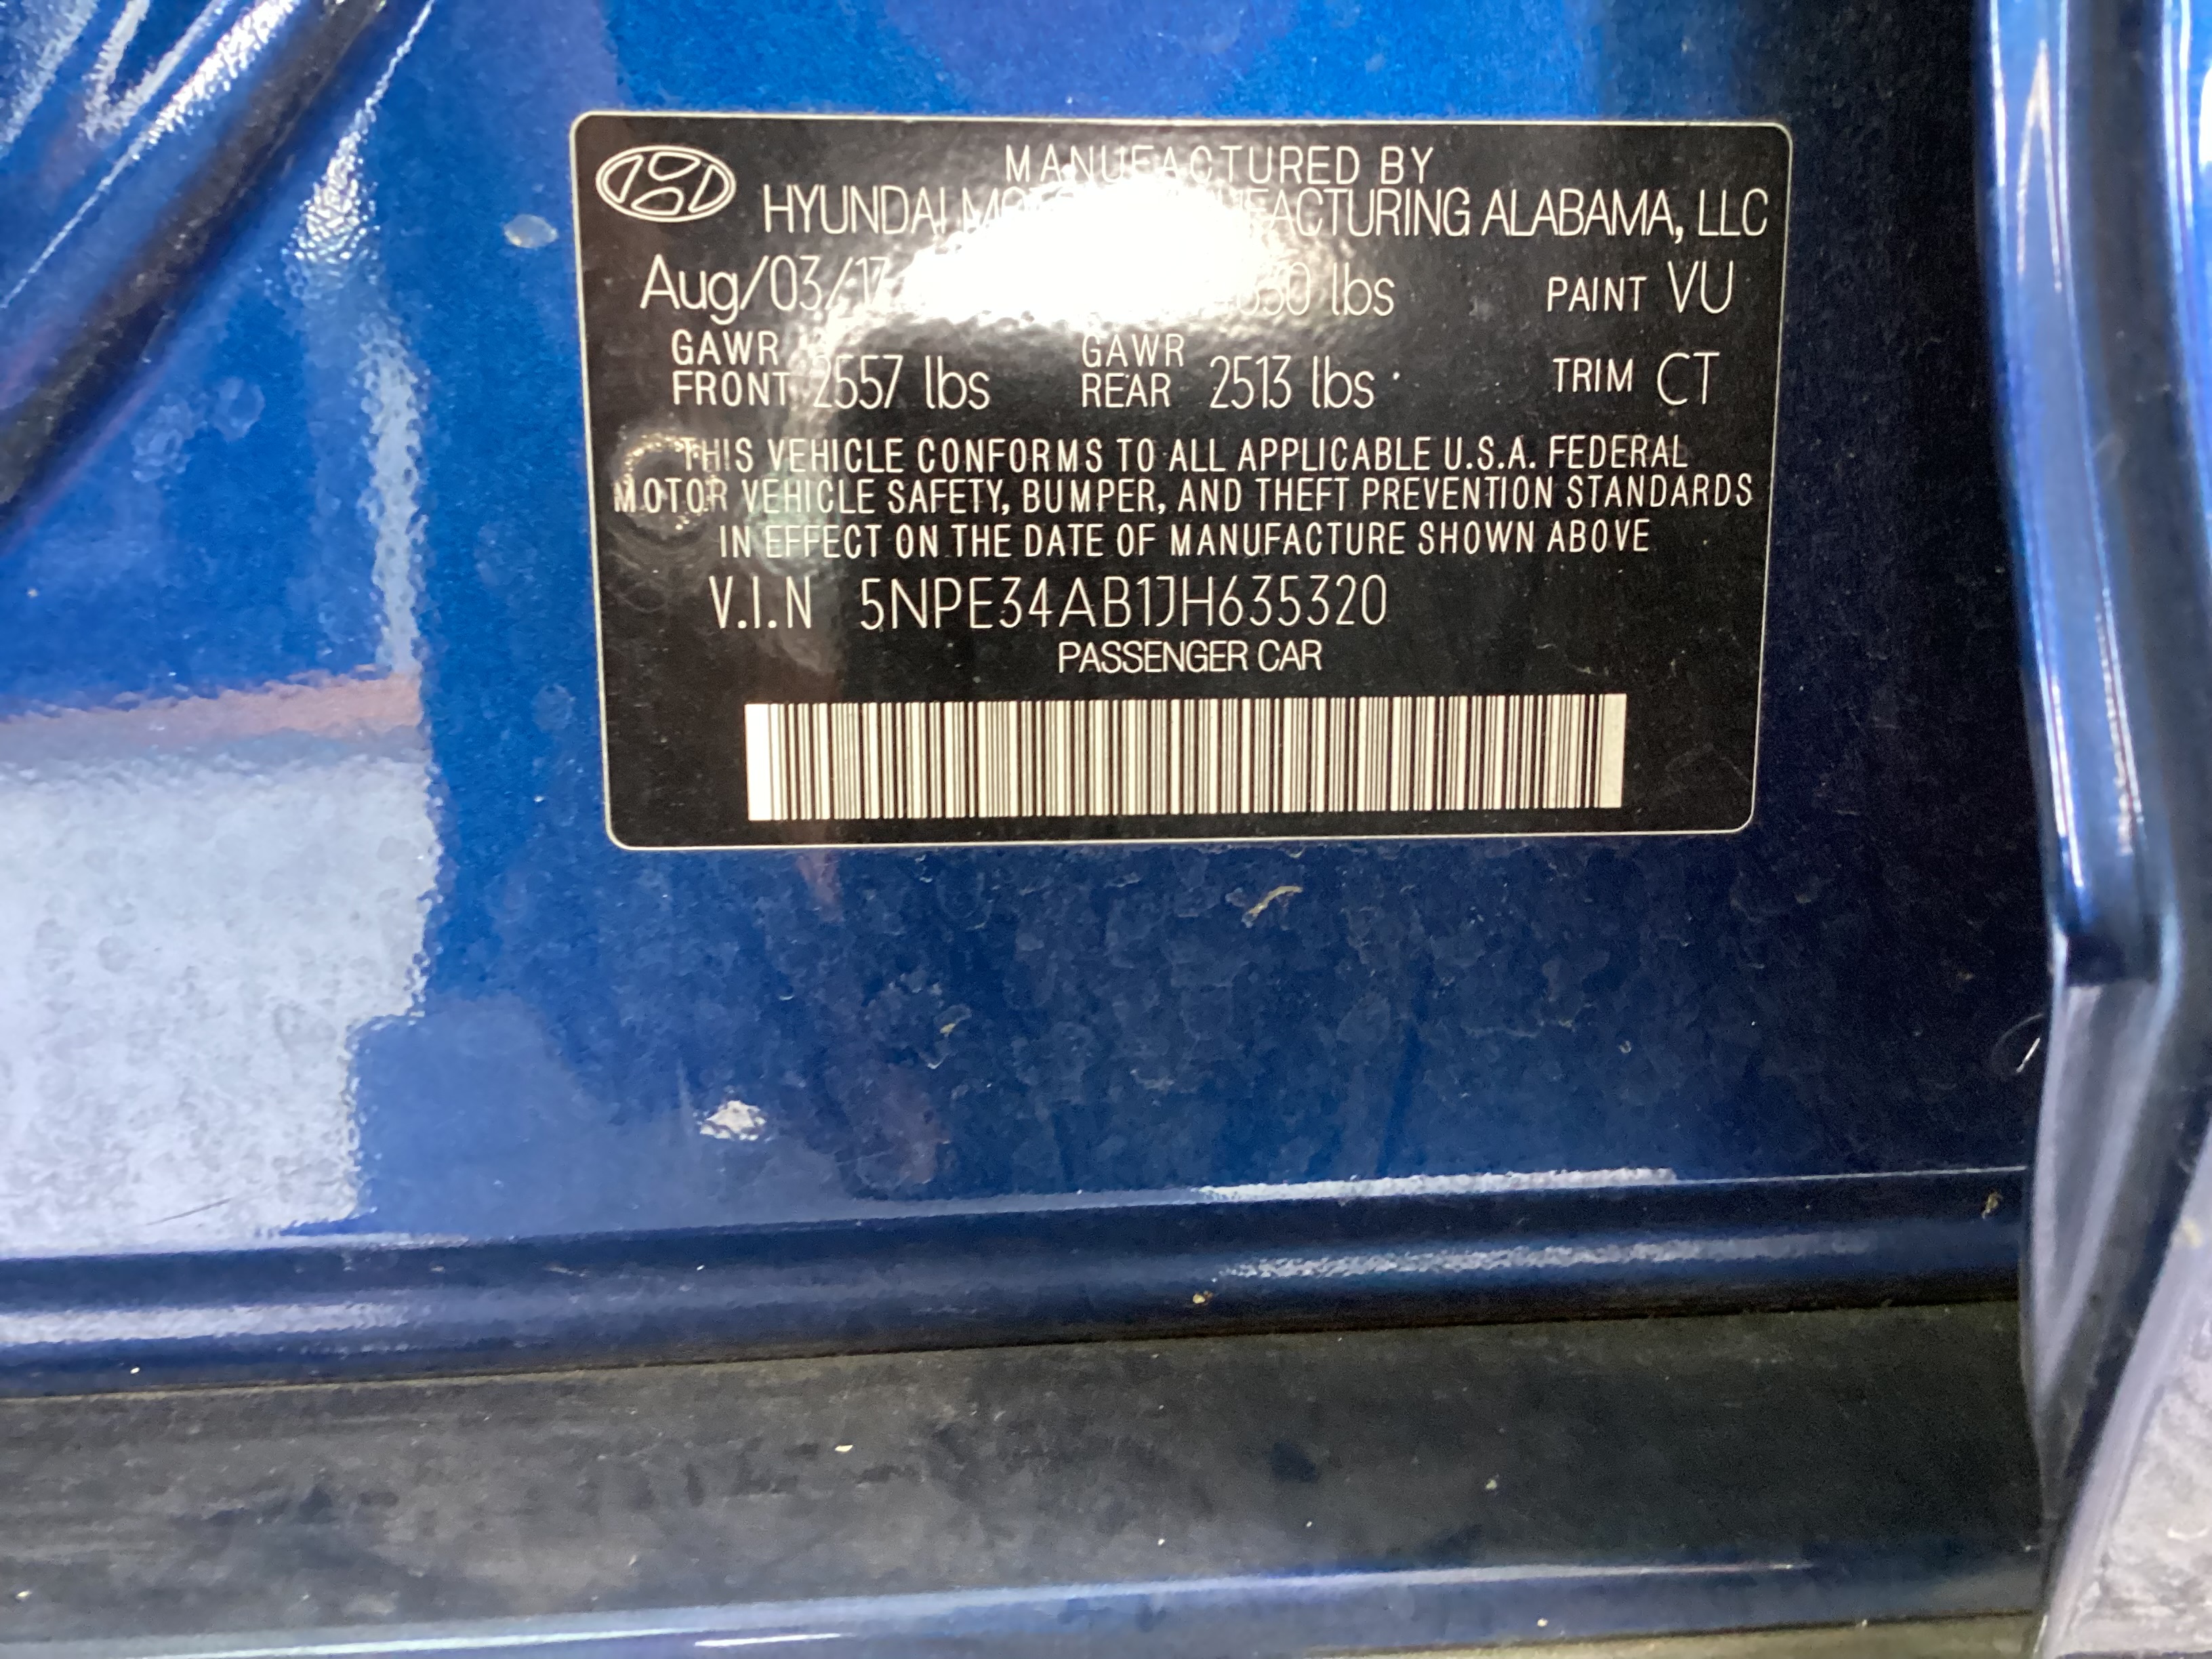 MANUFACTURED BY
HYUNDAI MOTOR MANUFACTURING ALABAMA, LLC
Aug/03/17 lbs PAINT VU
GAWR FRONT 2557 lbs GAWR REAR 2513 lbs TRIM CT
THIS VEHICLE CONFORMS TO ALL APPLICABLE U.S.A. FEDERAL
MOTOR VEHICLE SAFETY, BUMPER, AND THEFT PREVENTION STANDARDS
IN EFFECT ON THE DATE OF MANUFACTURE SHOWN ABOVE
V.I.N 5NPE34AB1JH635320
PASSENGER CAR